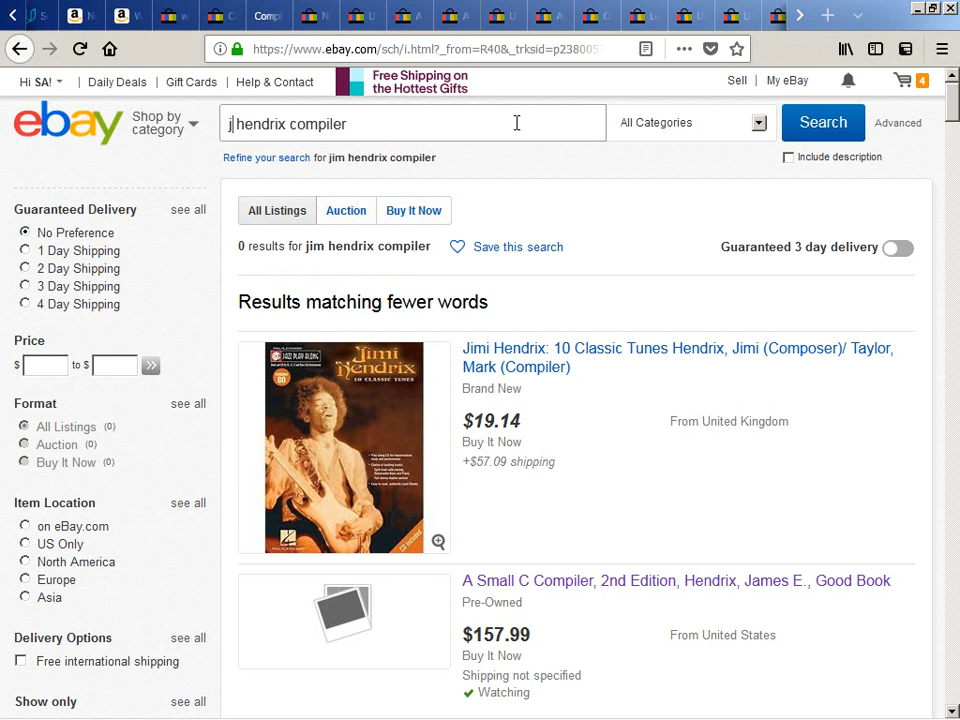 Comp
https://www.ebay.com/sch/i.html?_from=R40&_trksid=p238005
Hi SA!
Daily Deals
Gift Cards
Help & Contact
Free Shipping on
the Hottest Gifts
Sell
My eBay
4
ebay
Shop by
category
j hendrix compiler
All Categories
Search
Advanced
Refine your search for jim hendrix compiler
Include description
Guaranteed Delivery see all
No Preference
1 Day Shipping
2 Day Shipping
3 Day Shipping
4 Day Shipping
Price
$ to $
Format see all
All Listings (0)
Auction (0)
Buy It Now (0)
Item Location see all
on eBay.com
US Only
North America
Europe
Asia
Delivery Options see all
Free international shipping
Show only see all
All Listings
Auction
Buy It Now
0 results for jim hendrix compiler
Save this search
Guaranteed 3 day delivery
Results matching fewer words
JAZZ PLAY ALONG
80
Jimi
Hendrix
10 CLASSIC TUNES
Jimi Hendrix: 10 Classic Tunes Hendrix, Jimi (Composer)/ Taylor,
Mark (Compiler)
Brand New
$19.14
From United Kingdom
Buy It Now
+$57.09 shipping
A Small C Compiler, 2nd Edition, Hendrix, James E., Good Book
Pre-Owned
$157.99
From United States
Buy It Now
Shipping not specified
Watching